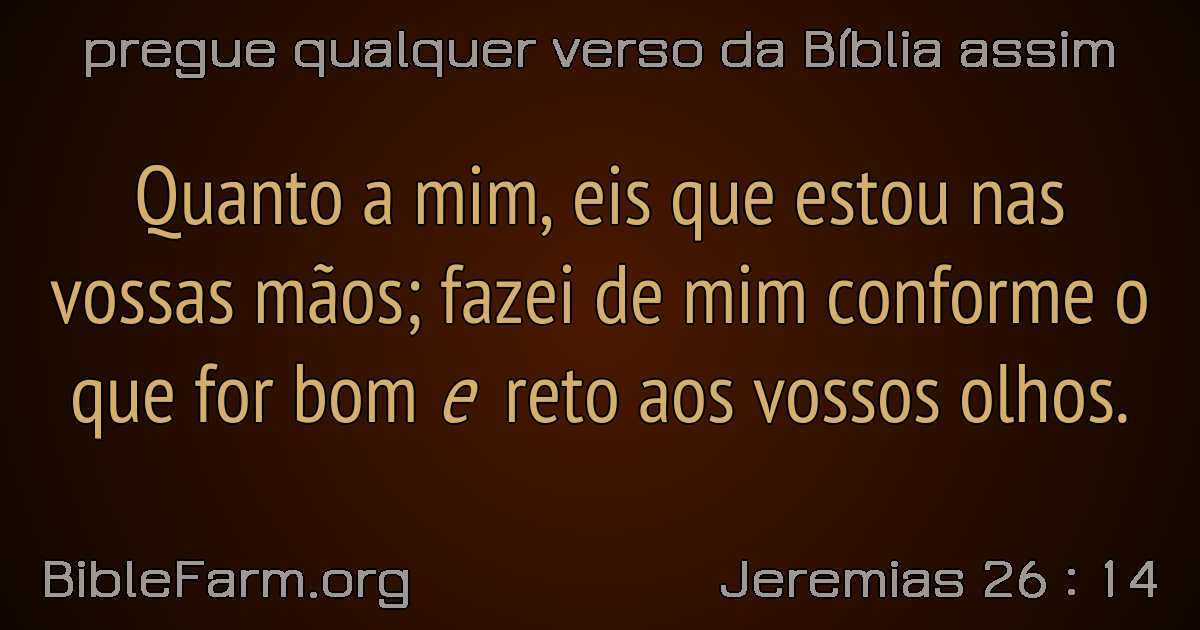 pregue qualquer verso da Bíblia assim
Quanto a mim, eis que estou nas
vossas mãos; fazei de mim conforme o
que for bom e reto aos vossos olhos.
BibleFarm.org
Jeremias 26 : 14